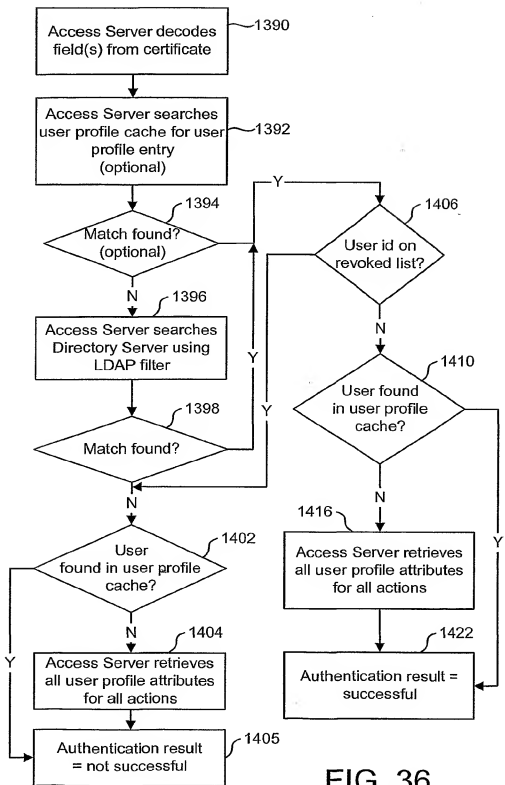 Access Server decodes
field(s) from certificate
1390
Access Server searches
user profile cache for user
profile entry
(optional)
1392
Match found?
(optional)
1394
Y
N
1396
Access Server searches
Directory Server using
LDAP filter
Match found?
1398
Y
N
User
found in user profile
cache?
1402
Y
N
1404
Access Server retrieves
all user profile attributes
for all actions
Authentication result
= not successful
1405
1406
User id on
revoked list?
Y
N
1410
User found
in user profile
cache?
N
Y
1416
Access Server retrieves
all user profile attributes
for all actions
1422
Authentication result =
successful
FIG. 36